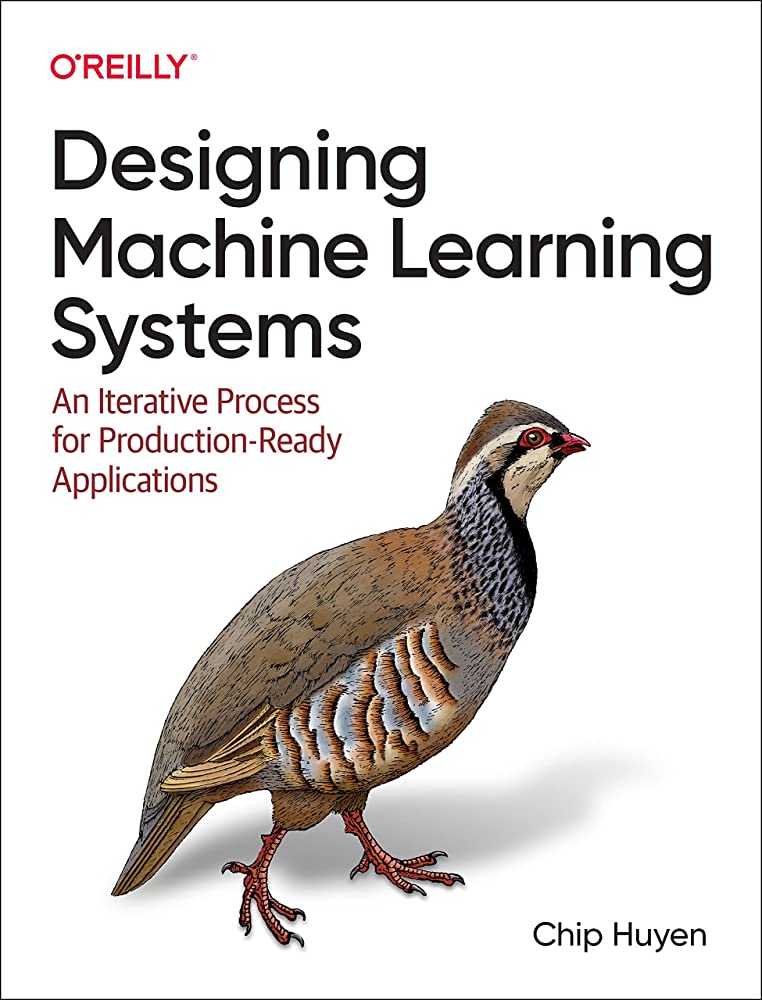 O'REILLY®
Designing
Machine Learning
Systems
An Iterative Process
for Production-Ready
Applications
Chip Huyen